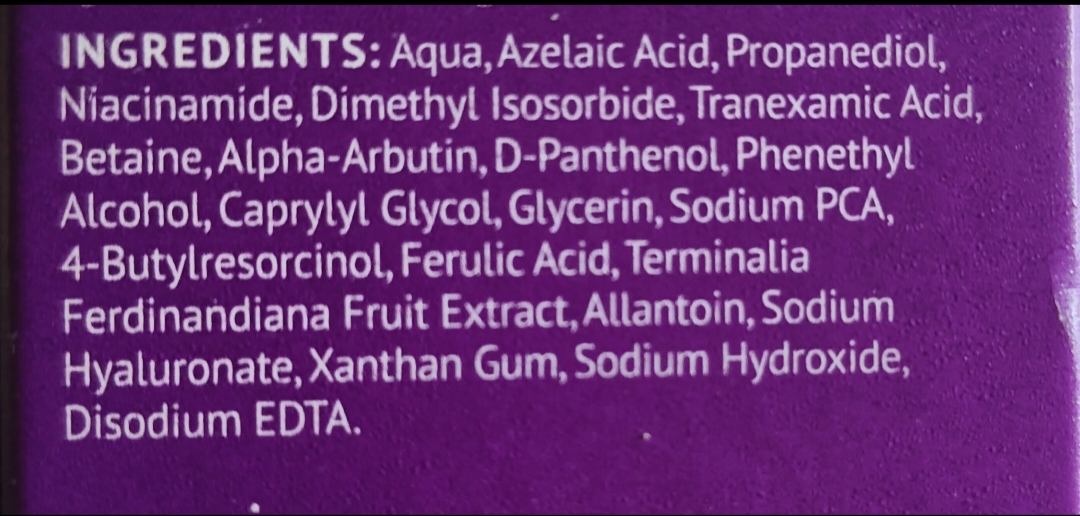 INGREDIENTS: Aqua, Azelaic Acid, Propanediol,
Niacinamide, Dimethyl Isosorbide, Tranexamic Acid,
Betaine, Alpha-Arbutin, D-Panthenol, Phenethyl
Alcohol, Caprylyl Glycol, Glycerin, Sodium PCA,
4-Butylresorcinol, Ferulic Acid, Terminalia
Ferdinandiana Fruit Extract, Allantoin, Sodium
Hyaluronate, Xanthan Gum, Sodium Hydroxide,
Disodium EDTA.